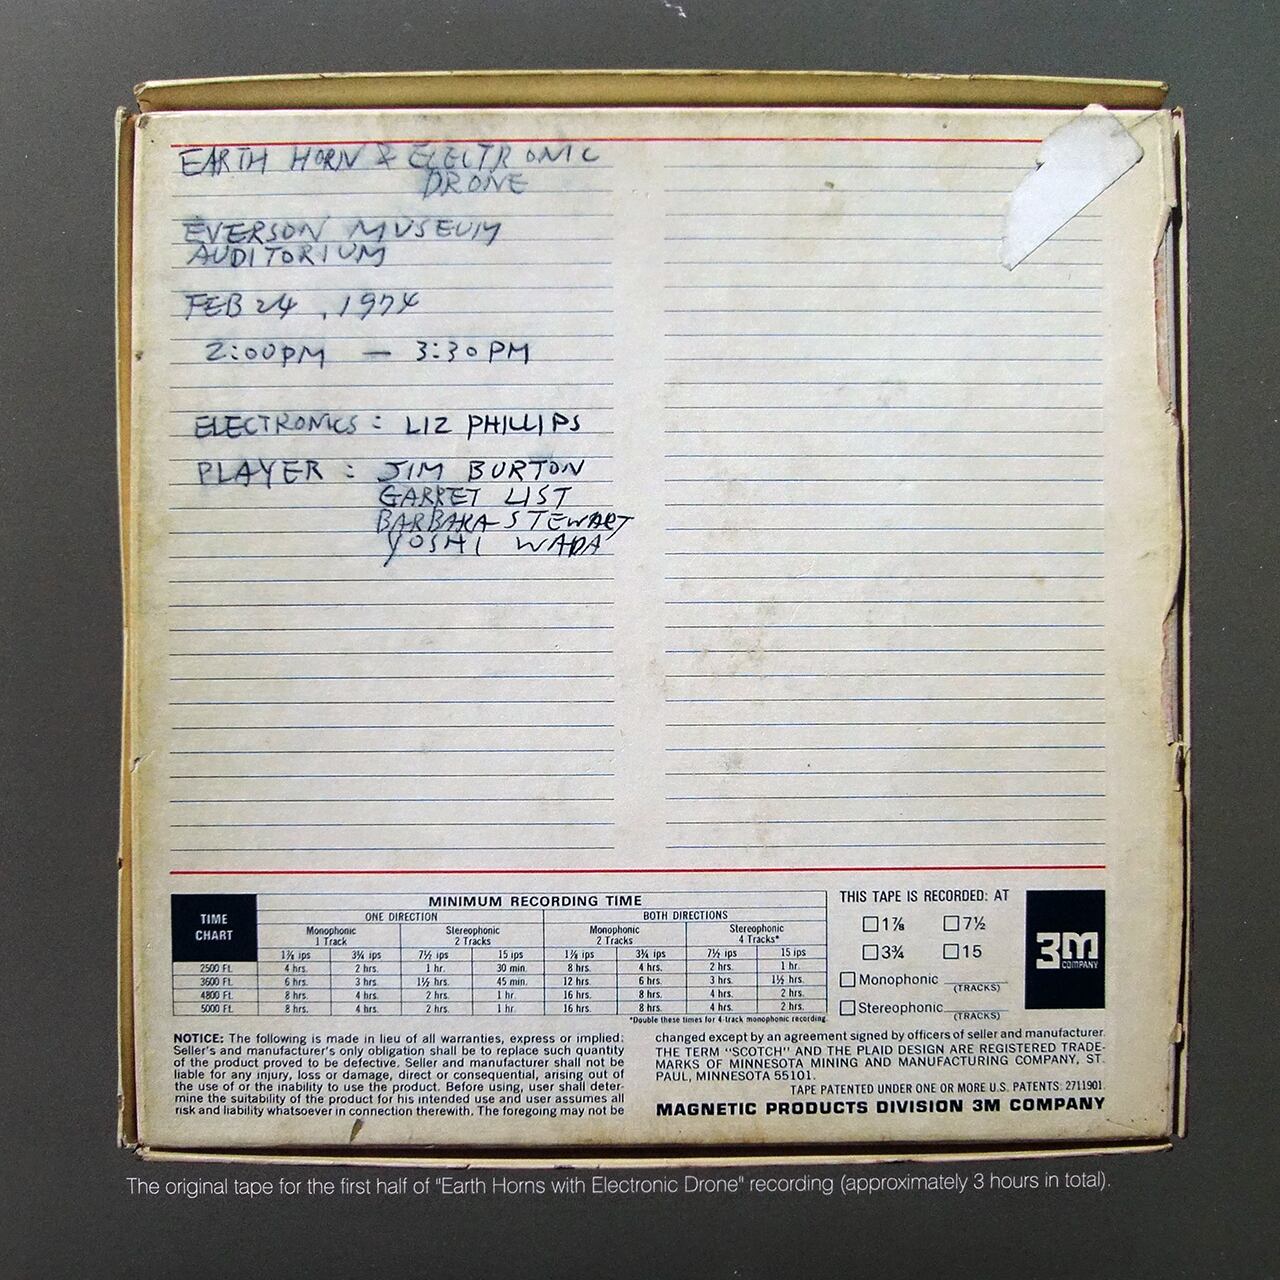 EARTH HORN & ELECTRONIC
DRONE
EVERSON MUSEUM
AUDITORIUM
FEB 24, 1974
2:00PM — 3:30PM
ELECTRONICS: LIZ PHILLIPS
PLAYER: JIM BURTON
GARRET LIST
BARBARA STEWART
YOSHI WADA
TIME
CHART
MINIMUM RECORDING TIME
ONE DIRECTION BOTH DIRECTIONS
Monophonic Stereophonic Monophonic Stereophonic
1 Track 2 Tracks 2 Tracks 4 Tracks*
1⅞ ips 3¾ ips 7½ ips 15 ips 1⅞ ips 3¾ ips 7½ ips 15 ips
2500 Ft. 4 hrs. 2 hrs. 1 hr. 30 min. 8 hrs. 4 hrs. 2 hrs. 1 hr.
3600 Ft. 6 hrs. 3 hrs. 1½ hrs. 45 min. 12 hrs. 6 hrs. 3 hrs. 1½ hrs.
4800 Ft. 8 hrs. 4 hrs. 2 hrs. 1 hr. 16 hrs. 8 hrs. 4 hrs. 2 hrs.
5000 Ft. 8 hrs. 4 hrs. 2 hrs. 1 hr. 16 hrs. 8 hrs. 4 hrs. 2 hrs.
*Double these times for 4-track monophonic recording.
THIS TAPE IS RECORDED: AT
☐ 1⅞ ☐ 7½
☐ 3¾ ☐ 15
☐ Monophonic
(TRACKS)
☐ Stereophonic
(TRACKS)
3M
COMPANY
NOTICE: The following is made in lieu of all warranties, express or implied:
Seller's and manufacturer's only obligation shall be to replace such quantity
of the product proved to be defective. Seller and manufacturer shall not be
liable for any injury, loss or damage, direct or consequential, arising out of
the use of or the inability to use the product. Before using, user shall deter-
mine the suitability of the product for his intended use and user assumes all
risk and liability whatsoever in connection therewith. The foregoing may not be
changed except by an agreement signed by officers of seller and manufacturer.
THE TERM "SCOTCH" AND THE PLAID DESIGN ARE REGISTERED TRADE-
MARKS OF MINNESOTA MINING AND MANUFACTURING COMPANY, ST.
PAUL, MINNESOTA 55101.
TAPE PATENTED UNDER ONE OR MORE U.S. PATENTS: 2711901.
MAGNETIC PRODUCTS DIVISION 3M COMPANY
The original tape for the first half of "Earth Horns with Electronic Drone" recording (approximately 3 hours in total).